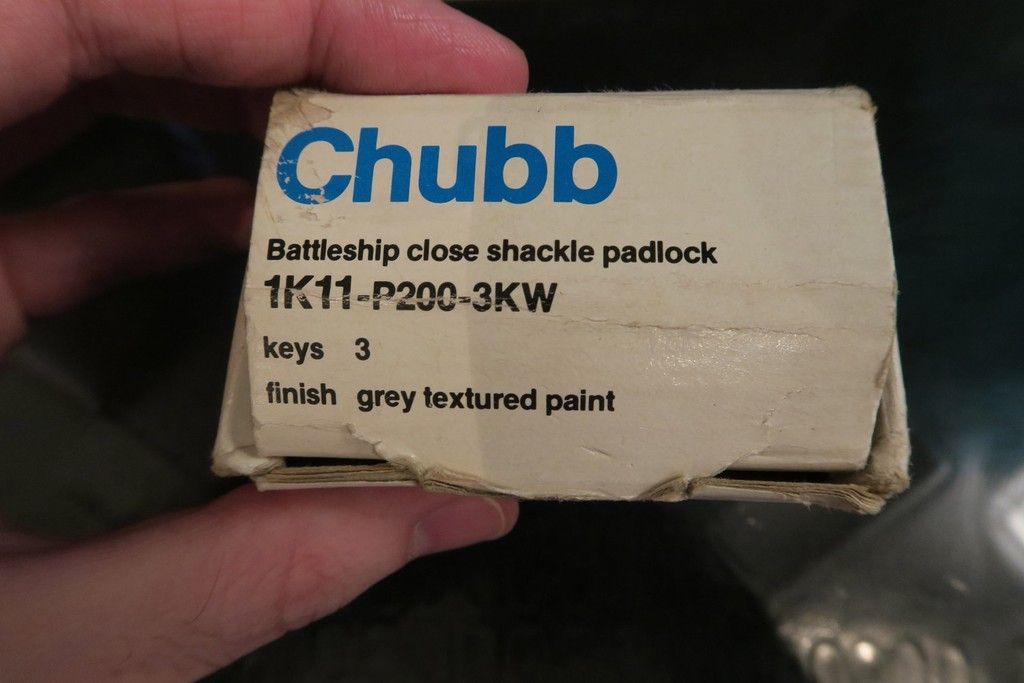 Chubb
Battleship close shackle padlock
1K11-P200-3KW
keys 3
finish grey textured paint